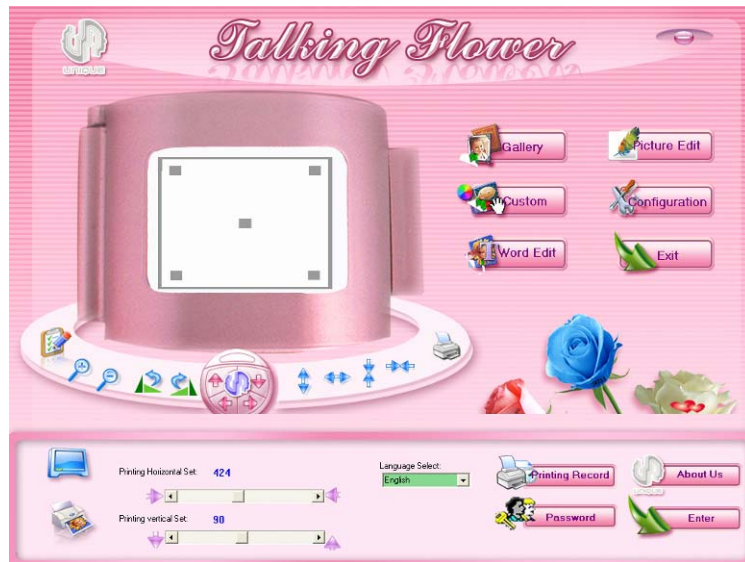 Talking Flower
UNIQUE
Gallery
Picture Edit
Custom
Configuration
Word Edit
Exit
Printing Horizontal Set: 424
Language Select:
English
Printing Record
About Us
Printing vertical Set: 90
Password
Enter